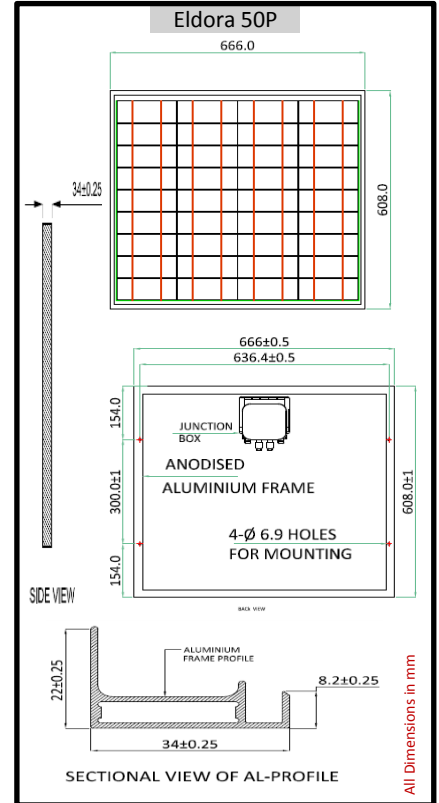 Eldora 50P
666.0
34±0.25
608.0
666±0.5
636.4±0.5
154.0
JUNCTION
BOX
ANODISED
ALUMINIUM FRAME
300.0±1
608.0±1
4-Ø 6.9 HOLES
FOR MOUNTING
154.0
SIDE VIEW
BACK VIEW
ALUMINIUM
FRAME PROFILE
22±0.25
8.2±0.25
34±0.25
SECTIONAL VIEW OF AL-PROFILE
All Dimensions in mm